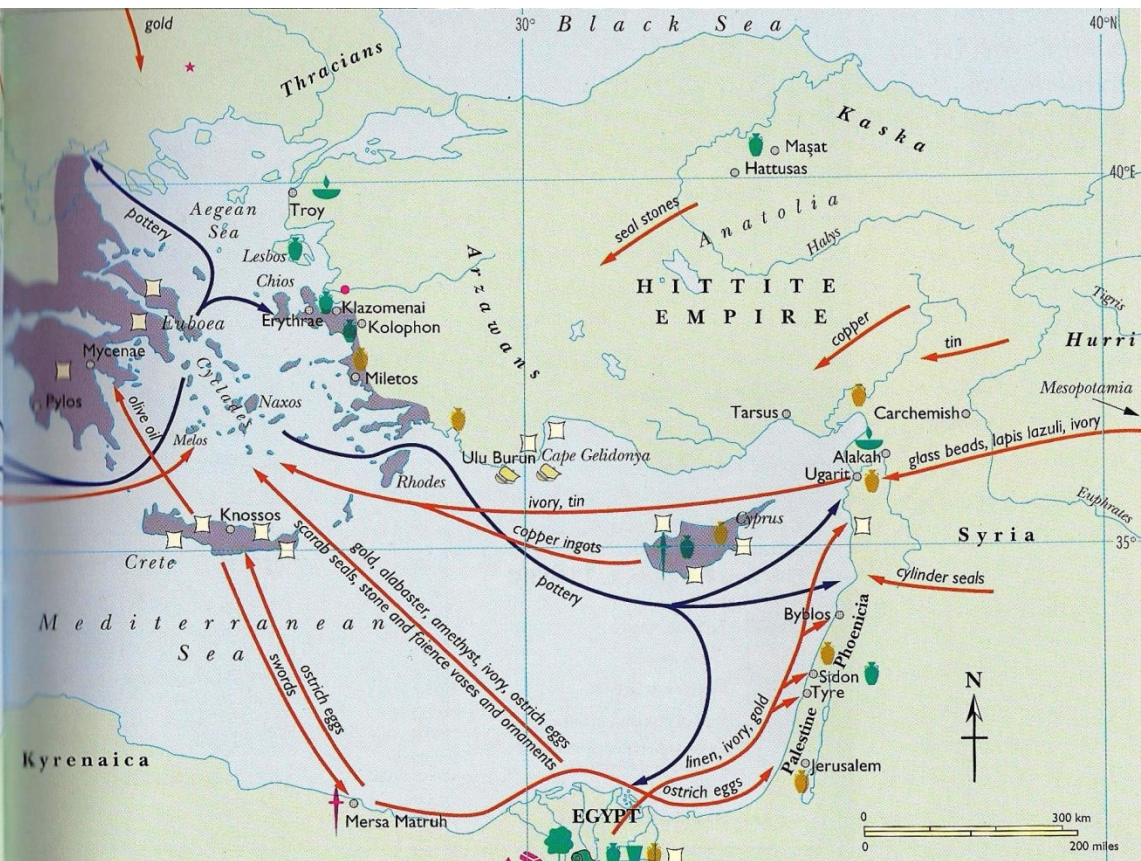 gold
30°
Black Sea
40°N
Thracians
Kaska
Maşat
Hattusas
40°E
Troy
Aegean
Sea
pottery
Lesbos
Chios
seal stones
Anatolia
Halys
Arzawans
HITTITE
EMPIRE
Klazomenai
Erythrae
Kolophon
Euboea
Mycenae
Miletos
Cyclades
Naxos
Pylos
olive oil
Melos
copper
tin
Tigris
Hurri
Mesopotamia
Tarsus
Carchemish
glass beads, lapis lazuli, ivory
Alakah
Ugarit
Ulu Burun
Cape Gelidonya
Rhodes
ivory, tin
Euphrates
Knossos
Crete
copper ingots
Cyprus
35°
Syria
pottery
cylinder seals
gold, alabaster, amethyst, ivory, ostrich eggs
scarab seals, stone and faience vases and ornaments
Mediterranean
Sea
Byblos
Phoenicia
swords
ostrich eggs
Sidon
Tyre
N
linen, ivory, gold
Palestine
Kyrenaica
Jerusalem
ostrich eggs
Mersa Matruh
EGYPT
0 300 km
0 200 miles